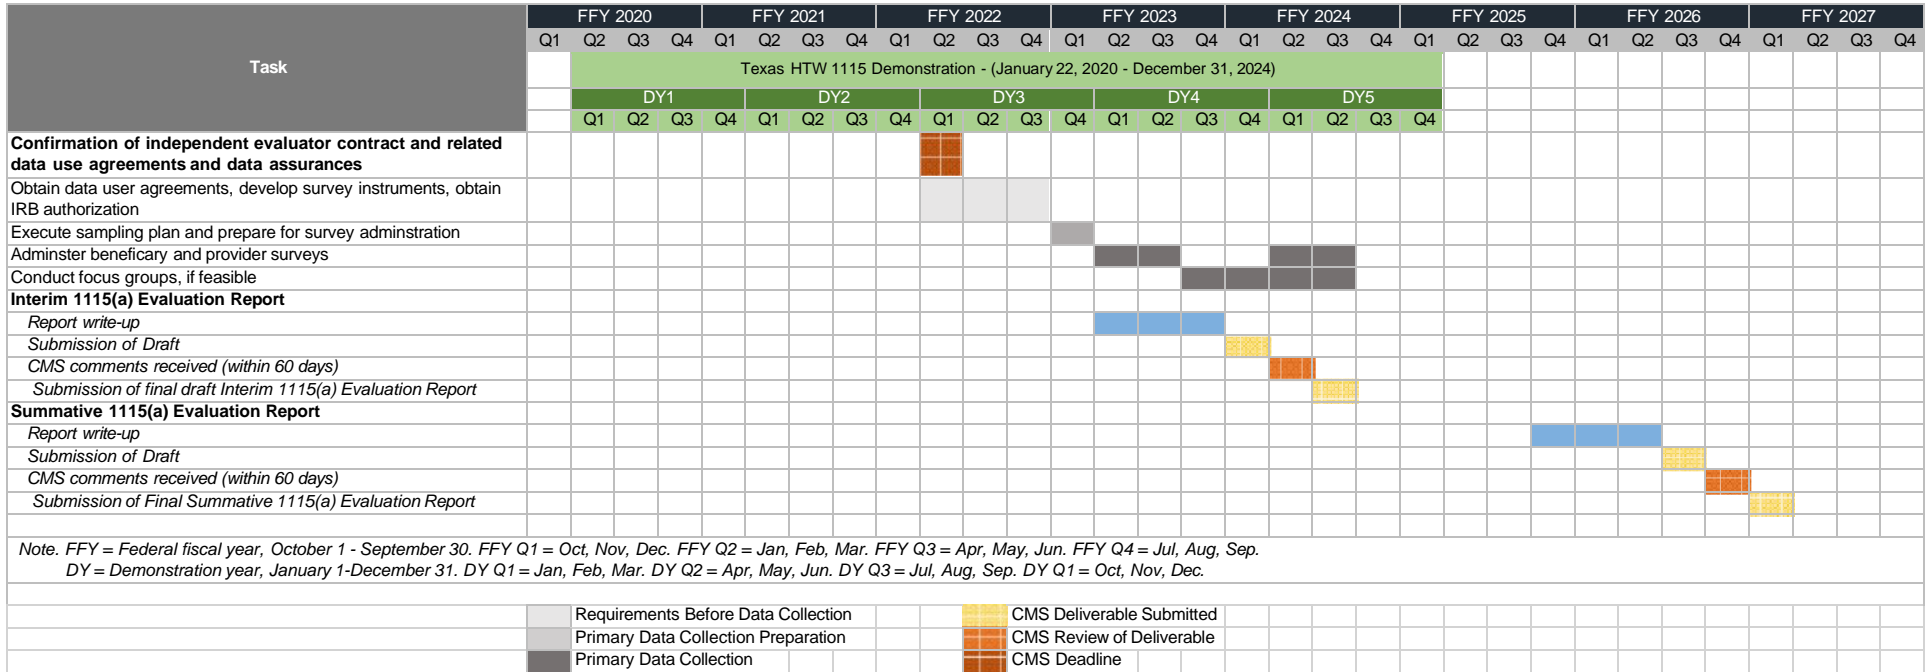 FFY 2020 FFY 2021 FFY 2022 FFY 2023 FFY 2024 FFY 2025 FFY 2026 FFY 2027
Q1 Q2 Q3 Q4 Q1 Q2 Q3 Q4 Q1 Q2 Q3 Q4 Q1 Q2 Q3 Q4 Q1 Q2 Q3 Q4 Q1 Q2 Q3 Q4 Q1 Q2 Q3 Q4 Q1 Q2 Q3 Q4
Task
Texas HTW 1115 Demonstration - (January 22, 2020 - December 31, 2024)
DY1 DY2 DY3 DY4 DY5
Q1 Q2 Q3 Q4 Q1 Q2 Q3 Q4 Q1 Q2 Q3 Q4 Q1 Q2 Q3 Q4 Q1 Q2 Q3 Q4
Confirmation of independent evaluator contract and related
data use agreements and data assurances
Obtain data user agreements, develop survey instruments, obtain
IRB authorization
Execute sampling plan and prepare for survey adminstration
Adminster beneficary and provider surveys
Conduct focus groups, if feasible
Interim 1115(a) Evaluation Report
Report write-up
Submission of Draft
CMS comments received (within 60 days)
Submission of final draft Interim 1115(a) Evaluation Report
Summative 1115(a) Evaluation Report
Report write-up
Submission of Draft
CMS comments received (within 60 days)
Submission of Final Summative 1115(a) Evaluation Report
Note. FFY = Federal fiscal year, October 1 - September 30. FFY Q1 = Oct, Nov, Dec. FFY Q2 = Jan, Feb, Mar. FFY Q3 = Apr, May, Jun. FFY Q4 = Jul, Aug, Sep.
DY = Demonstration year, January 1-December 31. DY Q1 = Jan, Feb, Mar. DY Q2 = Apr, May, Jun. DY Q3 = Jul, Aug, Sep. DY Q1 = Oct, Nov, Dec.
Requirements Before Data Collection CMS Deliverable Submitted
Primary Data Collection Preparation CMS Review of Deliverable
Primary Data Collection CMS Deadline